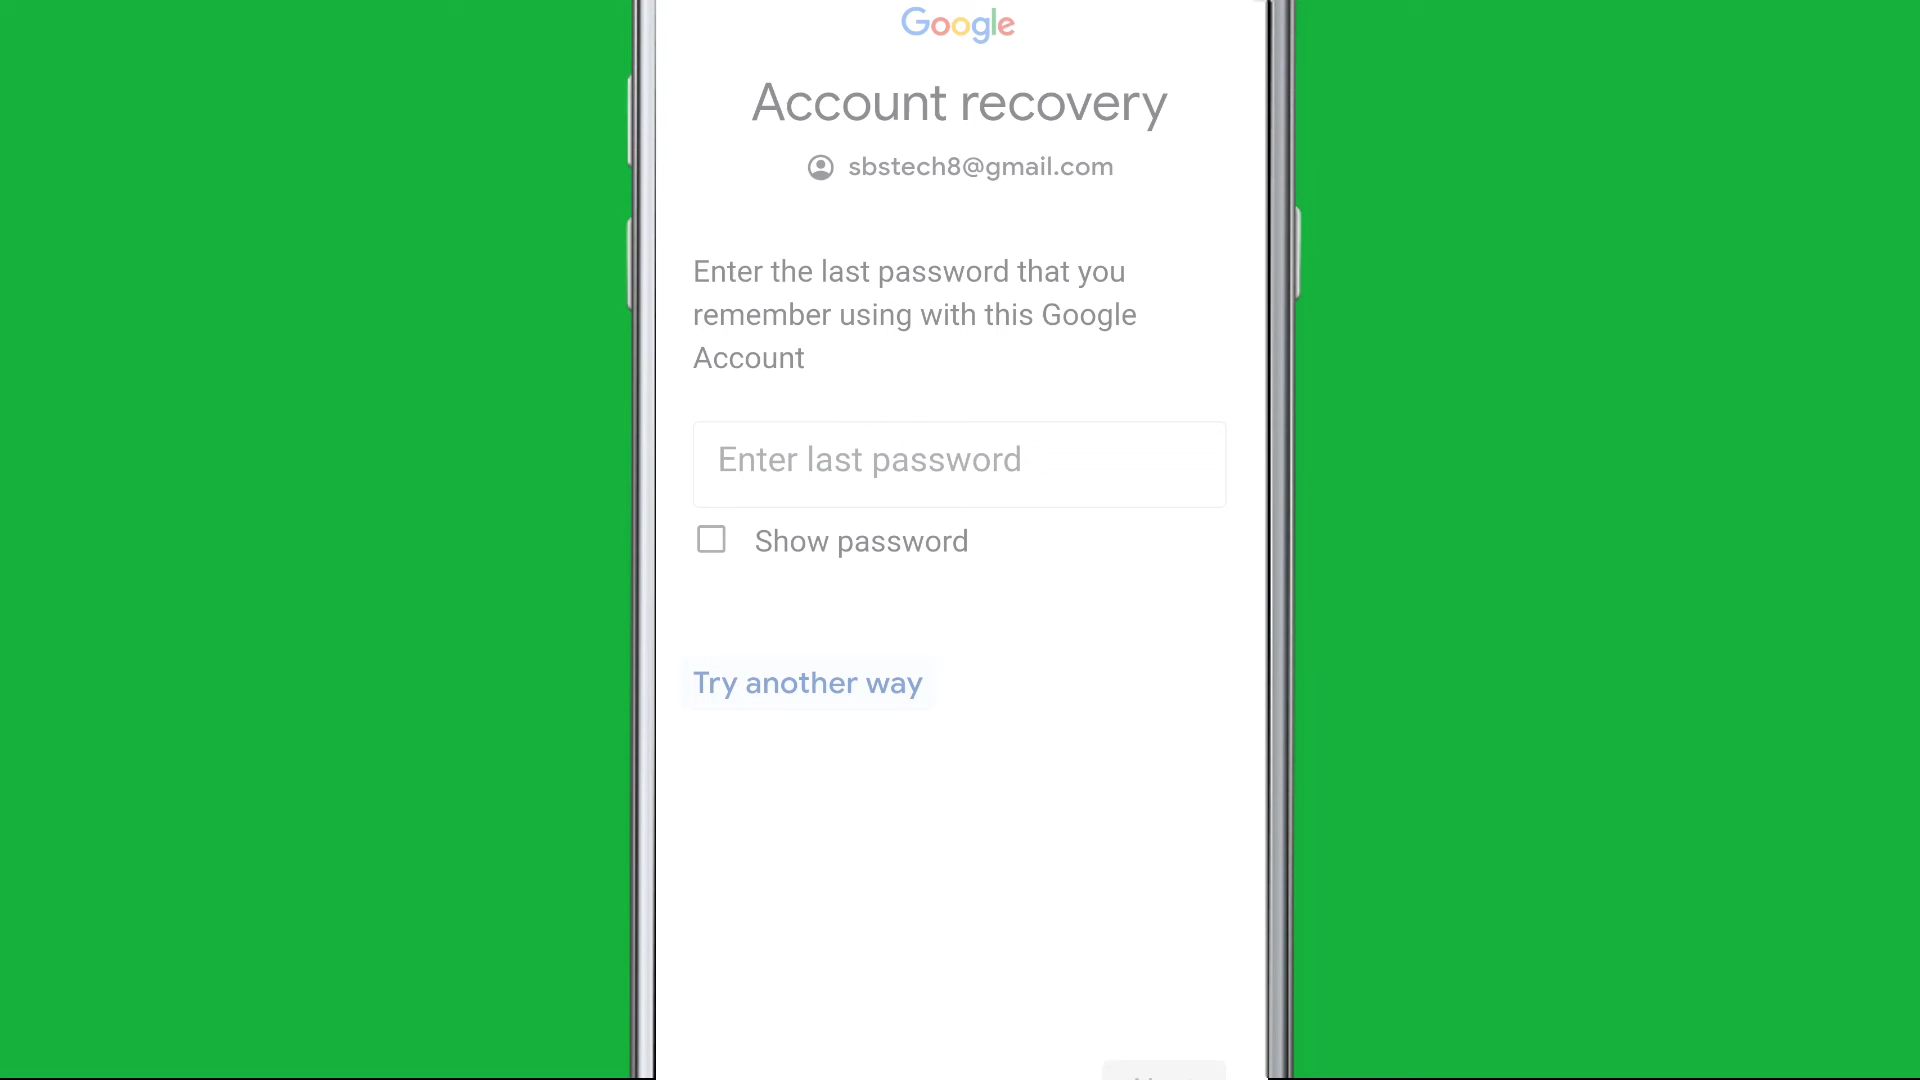 Google
Account recovery
sbstech8@gmail.com
Enter the last password that you
remember using with this Google
Account
Enter last password
Show password
Try another way